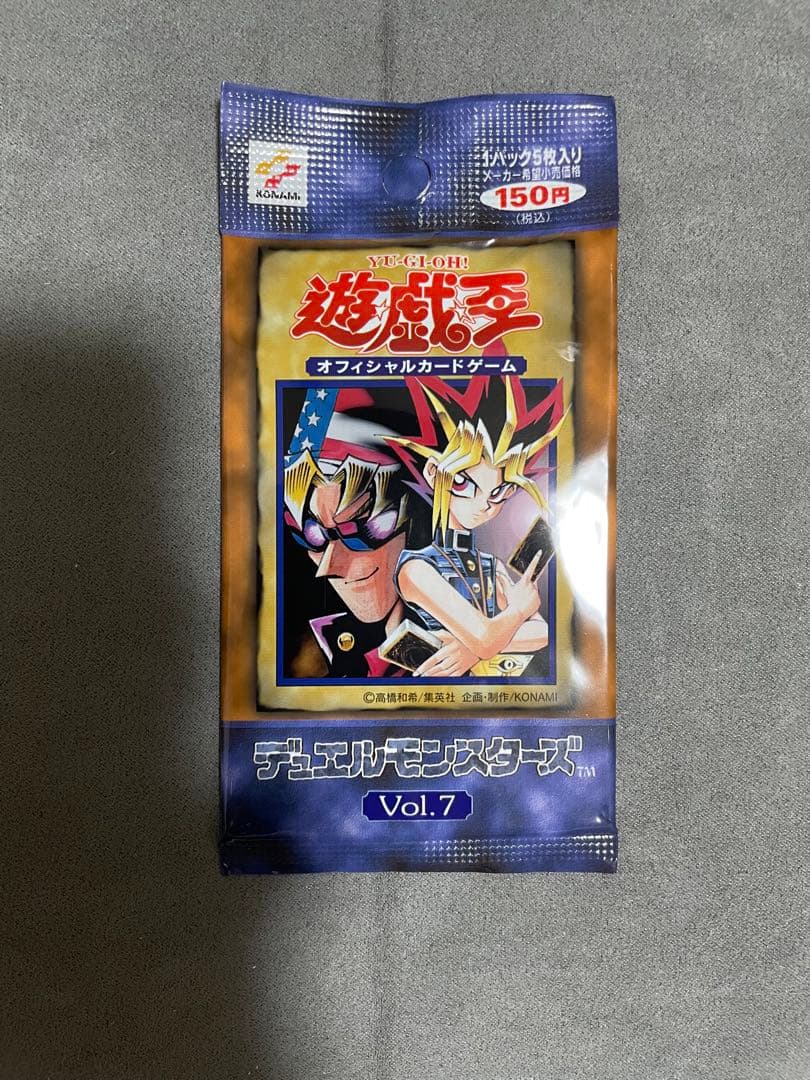 KONAMI
1パック5枚入り
メーカー希望小売価格
150円
(税込)
YU-GI-OH!
遊戯王
オフィシャルカードゲーム
©高橋和希/集英社 企画・制作/KONAMI
デュエルモンスターズ™
Vol.7